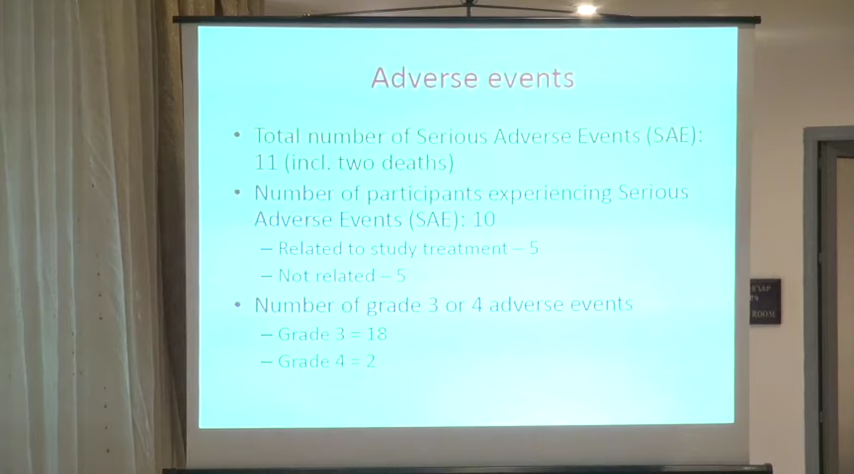 Adverse events
• Total number of Serious Adverse Events (SAE):
11 (incl. two deaths)
• Number of participants experiencing Serious
Adverse Events (SAE): 10
– Related to study treatment – 5
– Not related – 5
• Number of grade 3 or 4 adverse events
– Grade 3 = 18
– Grade 4 = 2
ROOM